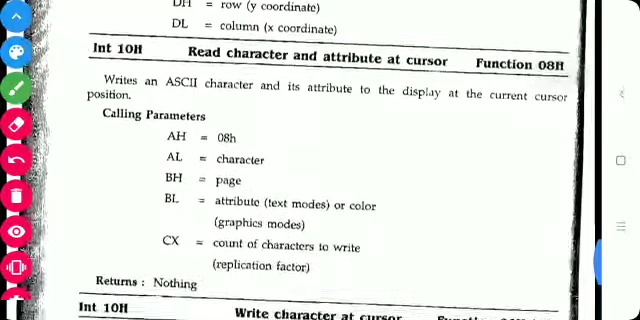 DH = row (y coordinate)
DL = column (x coordinate)
Int 10H Read character and attribute at cursor Function 08H
Writes an ASCII character and its attribute to the display at the current cursor
position.
Calling Parameters
AH = 08h
AL = character
BH = page
BL = attribute (text modes) or color
(graphics modes)
CX = count of characters to write
(replication factor)
Returns : Nothing
Int 10H Write character at cursor